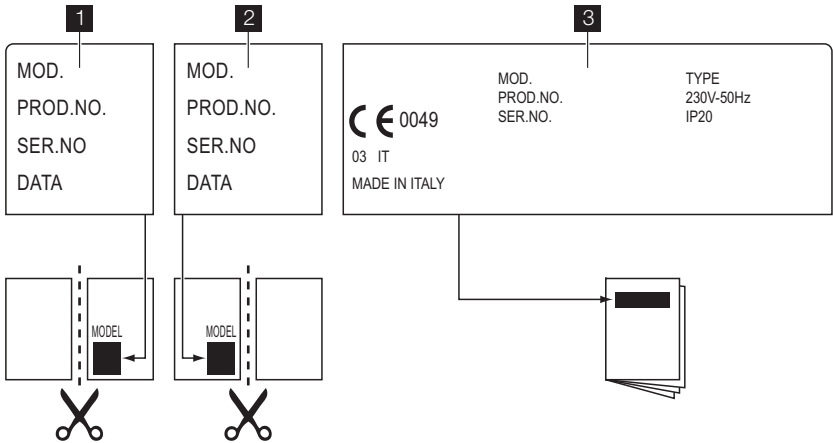 1
2
3
MOD.
PROD.NO.
SER.NO
DATA
MOD.
PROD.NO.
SER.NO
DATA
MOD.
PROD.NO.
SER.NO.
TYPE
230V-50Hz
IP20
CE 0049
03 IT
MADE IN ITALY
MODEL
MODEL